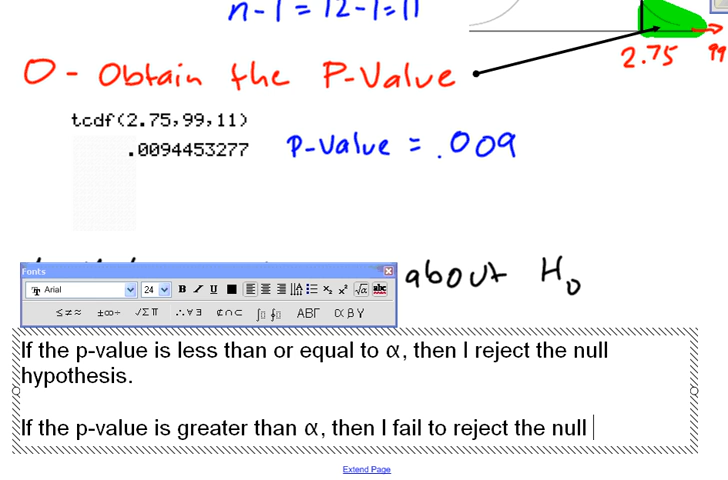 n-1 = 12-1=11
2.75 99
O - Obtain the P-Value
tcdf(2.75,99,11)
.0094453277
P-Value = .009
Fonts
Arial 24 B I U abc
about H₀
If the p-value is less than or equal to α, then I reject the null
hypothesis.
If the p-value is greater than α, then I fail to reject the null
Extend Page